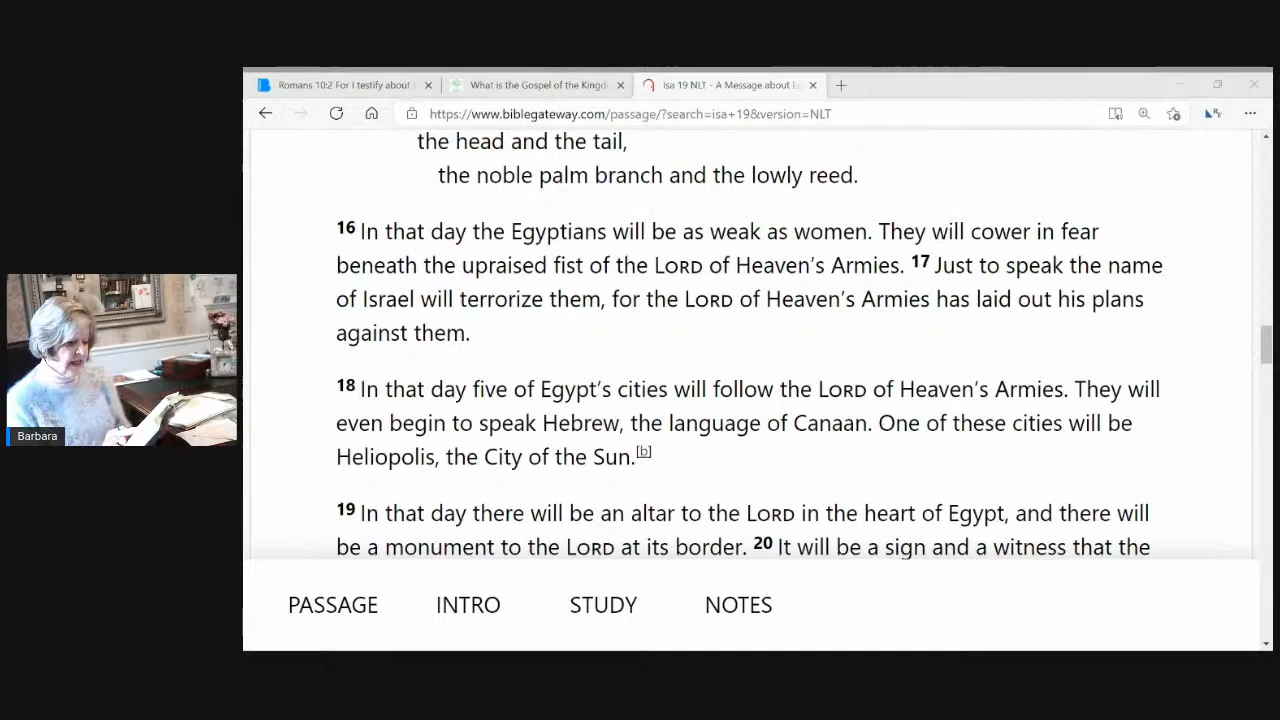 Romans 10:2 For I testify about
What is the Gospel of the Kingd
Isa 19 NLT - A Message about Eg
https://www.biblegateway.com/passage/?search=isa+19&version=NLT
the head and the tail,
the noble palm branch and the lowly reed.
16 In that day the Egyptians will be as weak as women. They will cower in fear
beneath the upraised fist of the LORD of Heaven’s Armies. 17 Just to speak the name
of Israel will terrorize them, for the LORD of Heaven’s Armies has laid out his plans
against them.
18 In that day five of Egypt’s cities will follow the LORD of Heaven’s Armies. They will
even begin to speak Hebrew, the language of Canaan. One of these cities will be
Heliopolis, the City of the Sun.[b]
19 In that day there will be an altar to the LORD in the heart of Egypt, and there will
be a monument to the LORD at its border. 20 It will be a sign and a witness that the
PASSAGE INTRO STUDY NOTES
Barbara